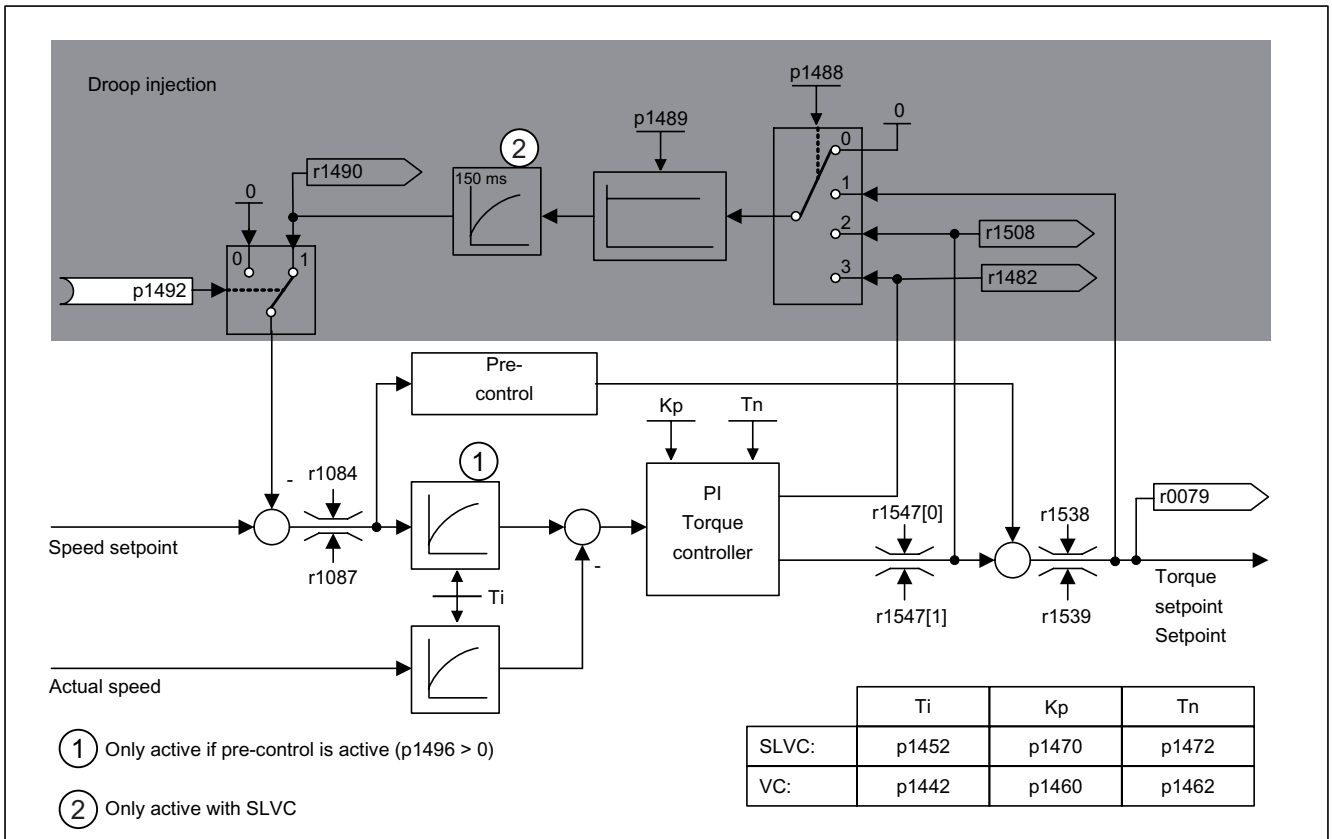 Droop injection
p1488
0
p1489
0
1
2
3
2
150 ms
r1490
r1508
r1482
0
0
1
p1492
Pre-
control
Kp
Tn
1
-
r1084
r1087
PI
Torque
controller
r1547[0]
r1547[1]
r1538
r1539
r0079
Speed setpoint
-
Ti
Torque
setpoint
Setpoint
Actual speed
Ti Kp Tn
SLVC: p1452 p1470 p1472
VC: p1442 p1460 p1462
1 Only active if pre-control is active (p1496 > 0)
2 Only active with SLVC